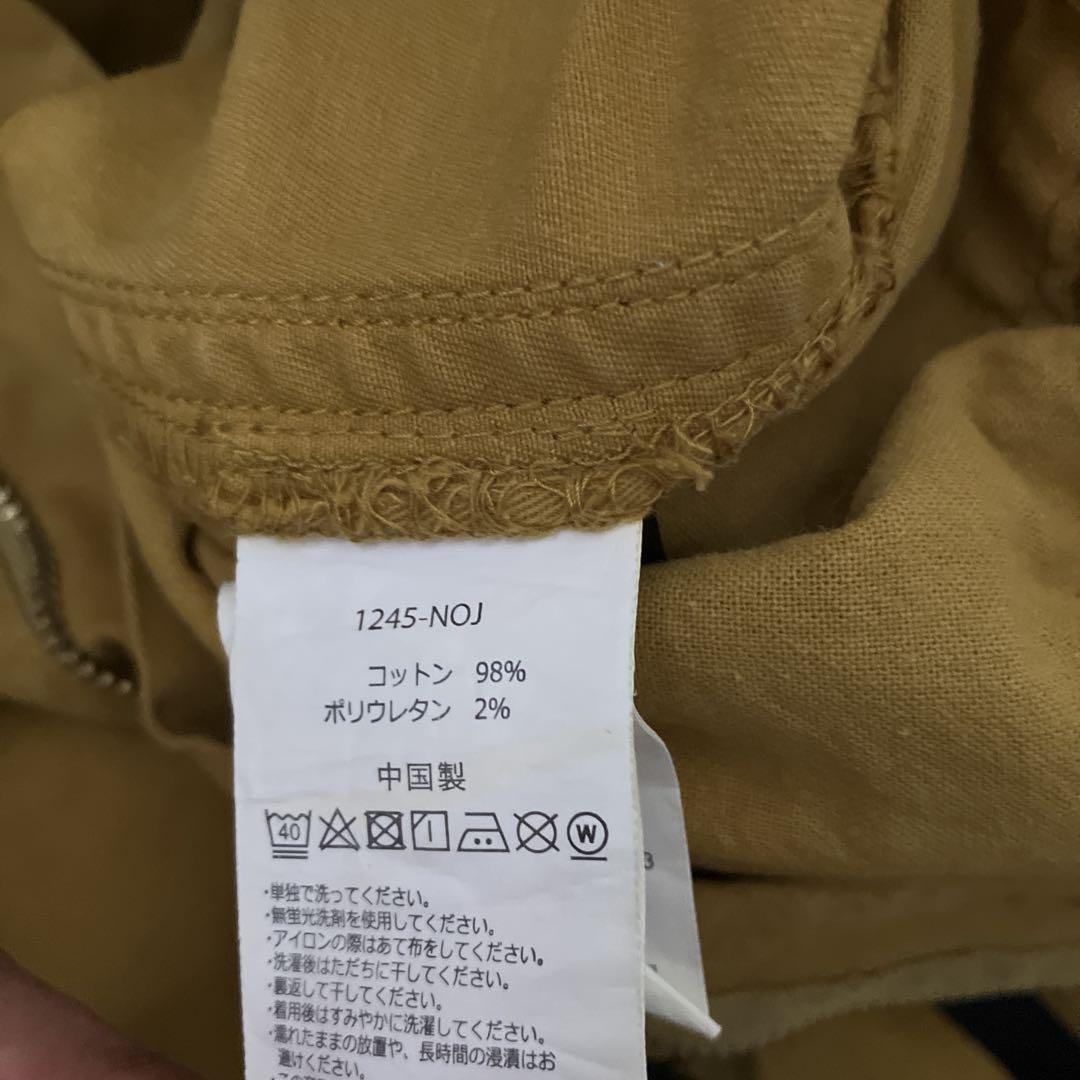 1245-NOJ
コットン 98%
ポリウレタン 2%
中国製
40 W
・単独で洗ってください。
・無蛍光洗剤を使用してください。
・アイロンの際はあて布をしてください。
・洗濯後はただちに干してください。
・裏返して干してください。
・着用後はすみやかに洗濯してください。
・濡れたままの放置や、長時間の浸漬はお
避けください。
3